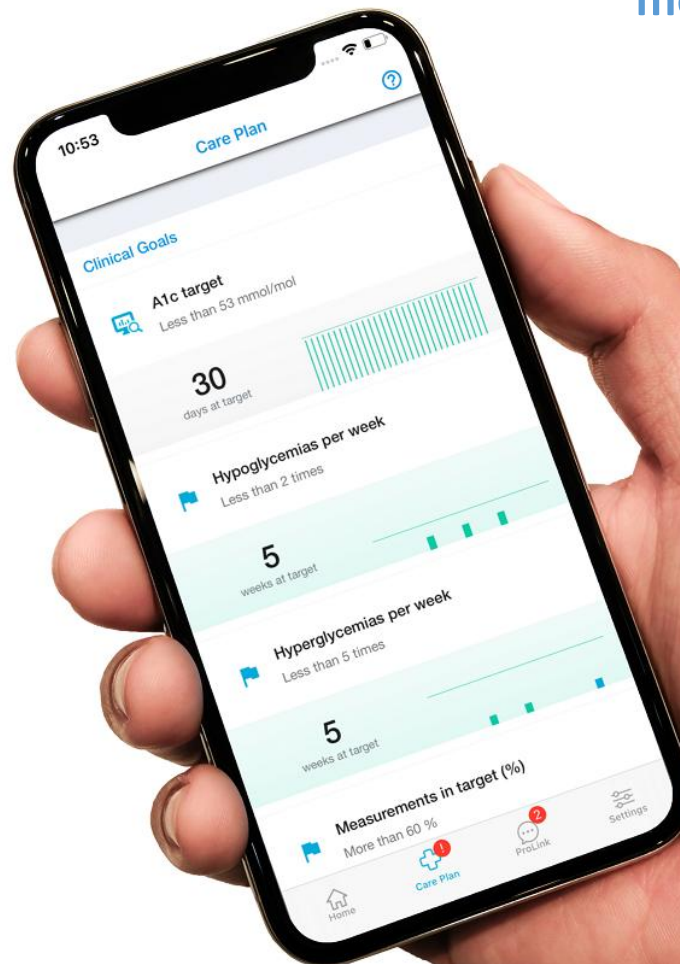 10:53
Care Plan
Clinical Goals
A1c target
Less than 53 mmol/mol
30
days at target
Hypoglycemias per week
Less than 2 times
5
weeks at target
Hyperglycemias per week
Less than 5 times
5
weeks at target
Measurements in target (%)
More than 60 %
!
2
Home
Care Plan
ProLink
Settings